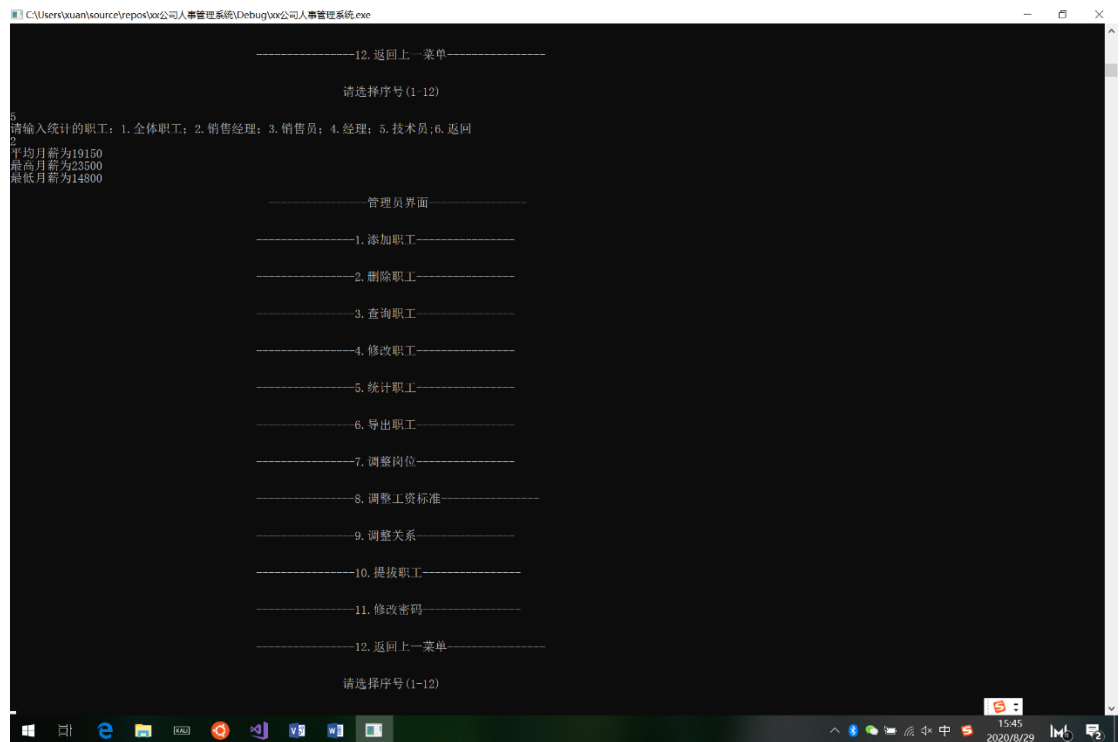 C:\Users\xuan\source\repos\xx公司人事管理系统\Debug\xx公司人事管理系统.exe
----------------12.返回上一菜单----------------
请选择序号(1-12)
5
请输入统计的职工：1.全体职工；2.销售经理；3.销售员；4.经理；5.技术员;6.返回
2
平均月薪为19150
最高月薪为23500
最低月薪为14800
----------------管理员界面----------------
----------------1.添加职工----------------
----------------2.删除职工----------------
----------------3.查询职工----------------
----------------4.修改职工----------------
----------------5.统计职工----------------
----------------6.导出职工----------------
----------------7.调整岗位----------------
----------------8.调整工资标准----------------
----------------9.调整关系----------------
----------------10.提拔职工----------------
----------------11.修改密码----------------
----------------12.返回上一菜单----------------
请选择序号(1-12)
中
15:45
2020/8/29